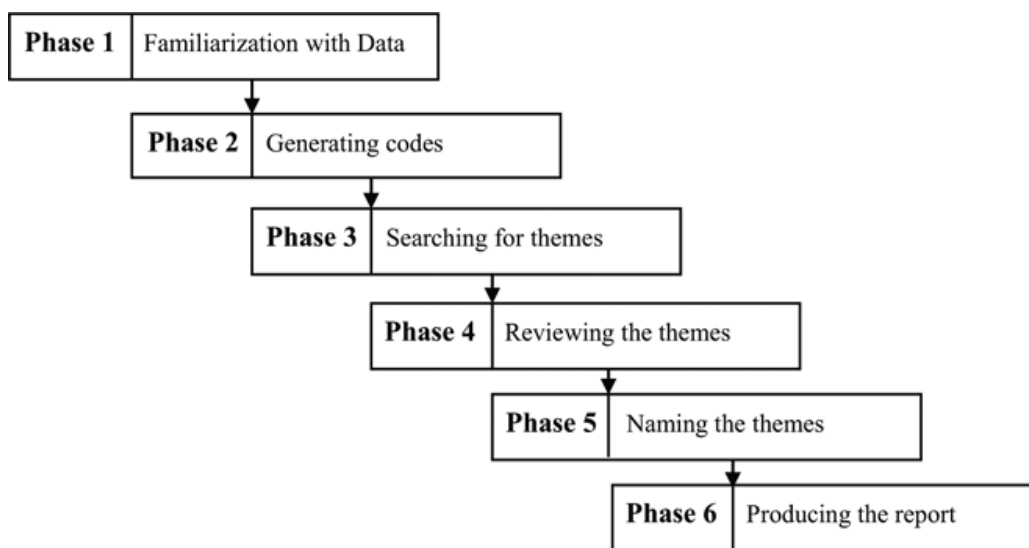 Phase 1 Familiarization with Data
Phase 2 Generating codes
Phase 3 Searching for themes
Phase 4 Reviewing the themes
Phase 5 Naming the themes
Phase 6 Producing the report